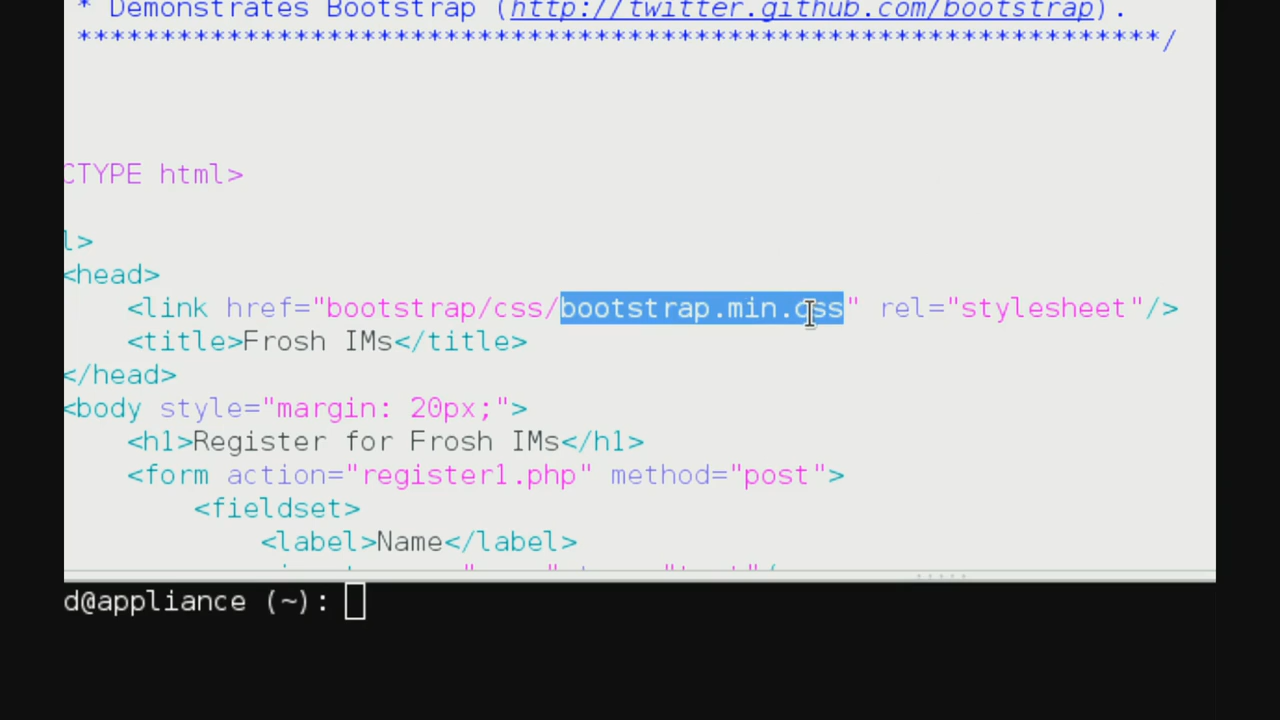 * Demonstrates Bootstrap (http://twitter.github.com/bootstrap).
*****************************************************************/
CTYPE html>
l>
<head>
<link href="bootstrap/css/bootstrap.min.css" rel="stylesheet"/>
<title>Frosh IMs</title>
</head>
<body style="margin: 20px;">
<h1>Register for Frosh IMs</h1>
<form action="register1.php" method="post">
<fieldset>
<label>Name</label>
d@appliance (~):